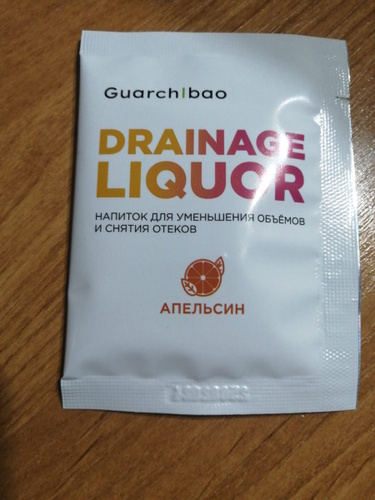 Guarchibao
DRAINAGE
LIQUOR
НАПИТОК ДЛЯ УМЕНЬШЕНИЯ ОБЪЁМОВ
И СНЯТИЯ ОТЕКОВ
АПЕЛЬСИН